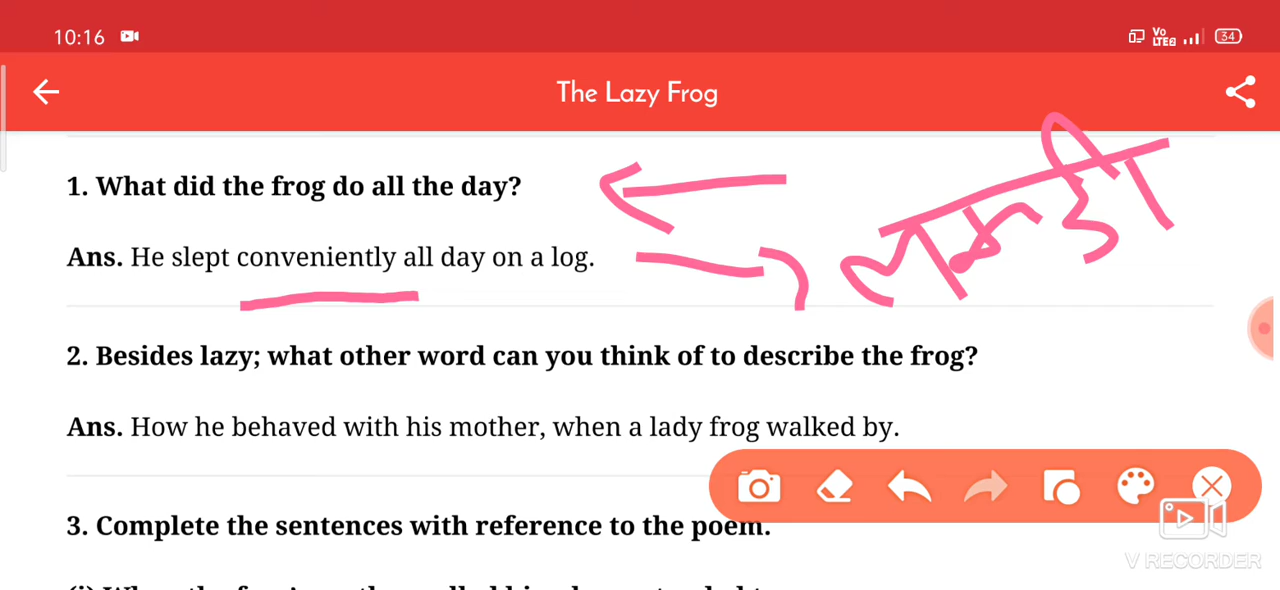 10:16 Vo LTE2 34
The Lazy Frog
1. What did the frog do all the day?
Ans. He slept conveniently all day on a log.
लकड़ी
2. Besides lazy; what other word can you think of to describe the frog?
Ans. How he behaved with his mother, when a lady frog walked by.
3. Complete the sentences with reference to the poem.
V RECORDER